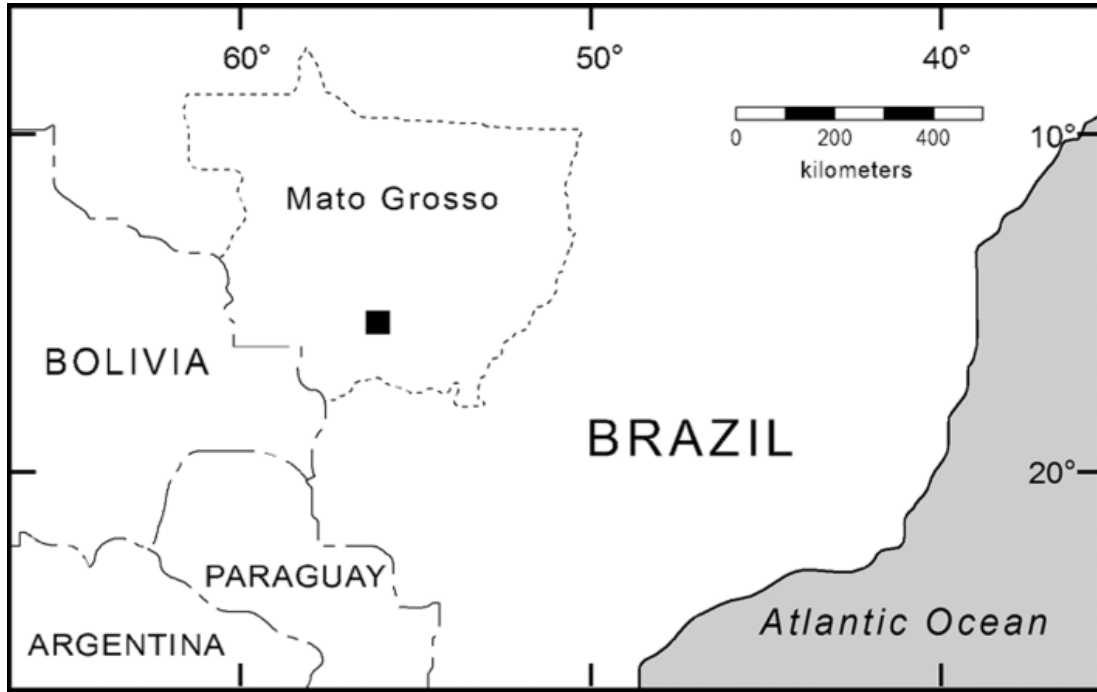 60° 50° 40°
0 200 400
10°
kilometers
Mato Grosso
BOLIVIA
BRAZIL
20°
PARAGUAY
Atlantic Ocean
ARGENTINA